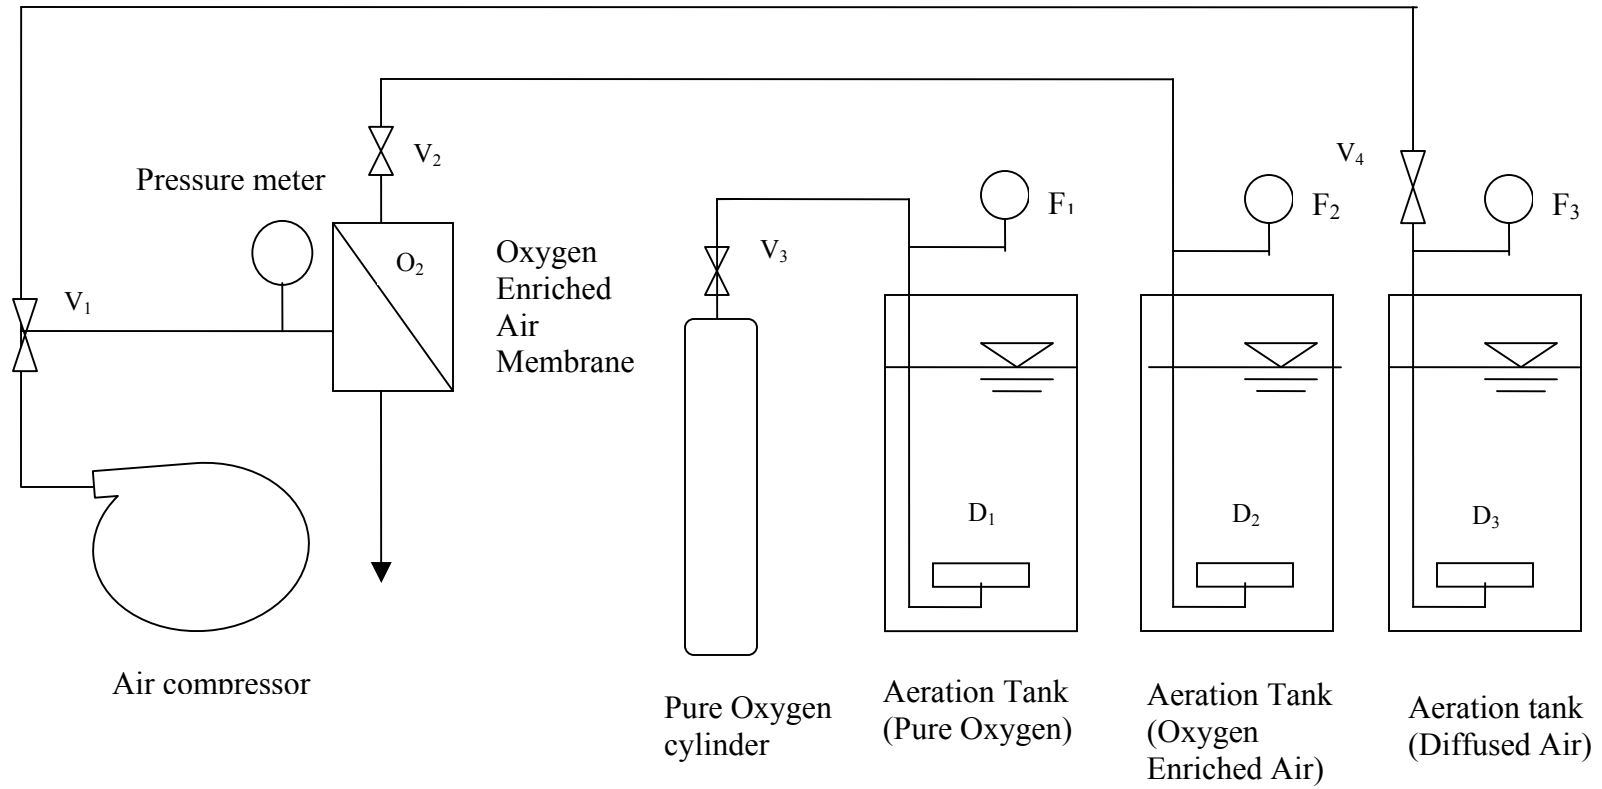 V₄
V₂
Pressure meter
F₁
F₂
F₃
V₃
Oxygen
Enriched
Air
Membrane
O₂
V₁
D₁
D₂
D₃
Air compressor
Pure Oxygen
cylinder
Aeration Tank
(Pure Oxygen)
Aeration Tank
(Oxygen
Enriched Air)
Aeration tank
(Diffused Air)